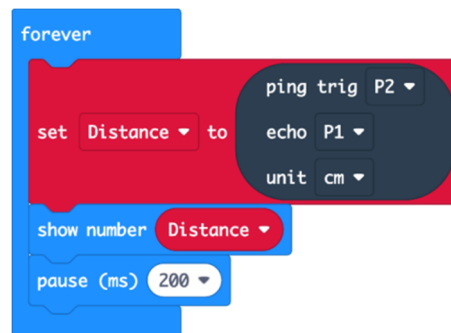 forever
ping trig P2
set Distance to echo P1
unit cm
show number Distance
pause (ms) 200